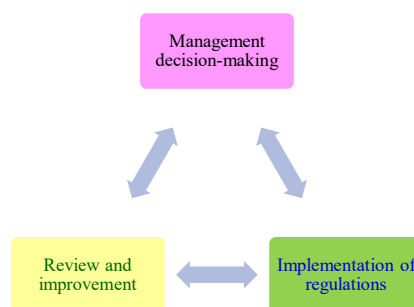 Management
decision-making
Review and
improvement
Implementation of
regulations